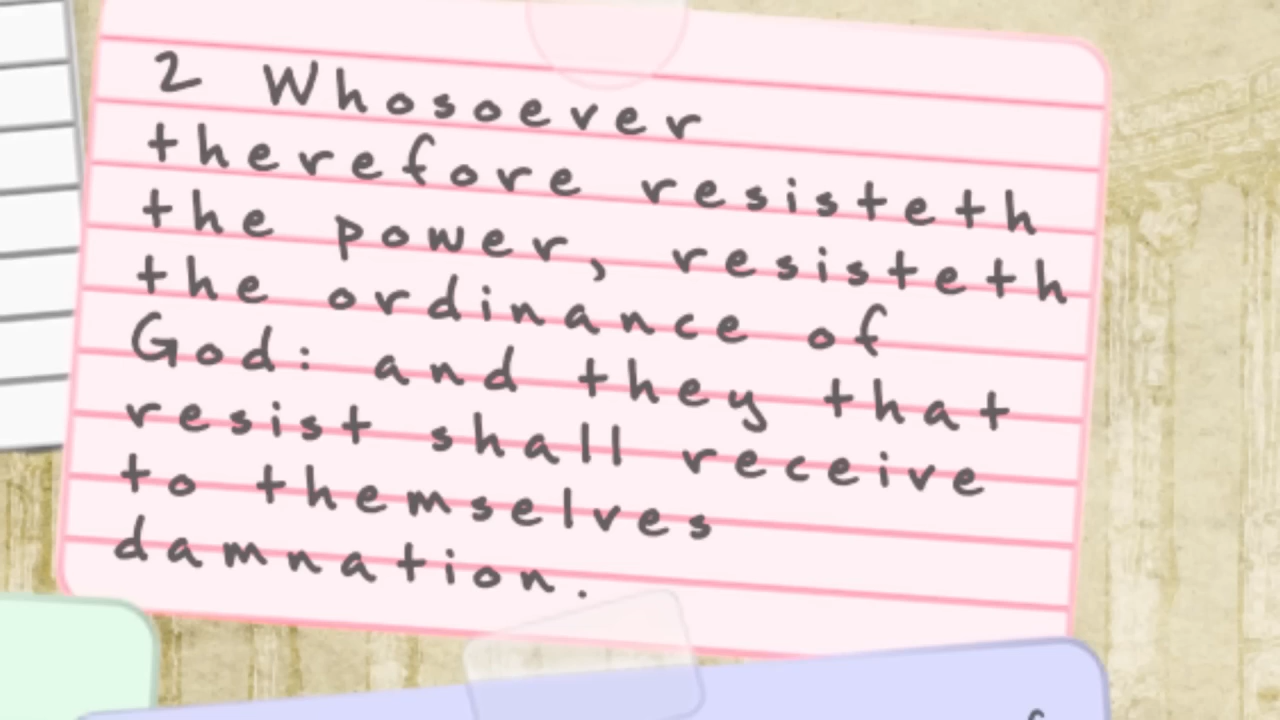 2 Whosoever
therefore resisteth
the power, resisteth
the ordinance of
God: and they that
resist shall receive
to themselves
damnation.